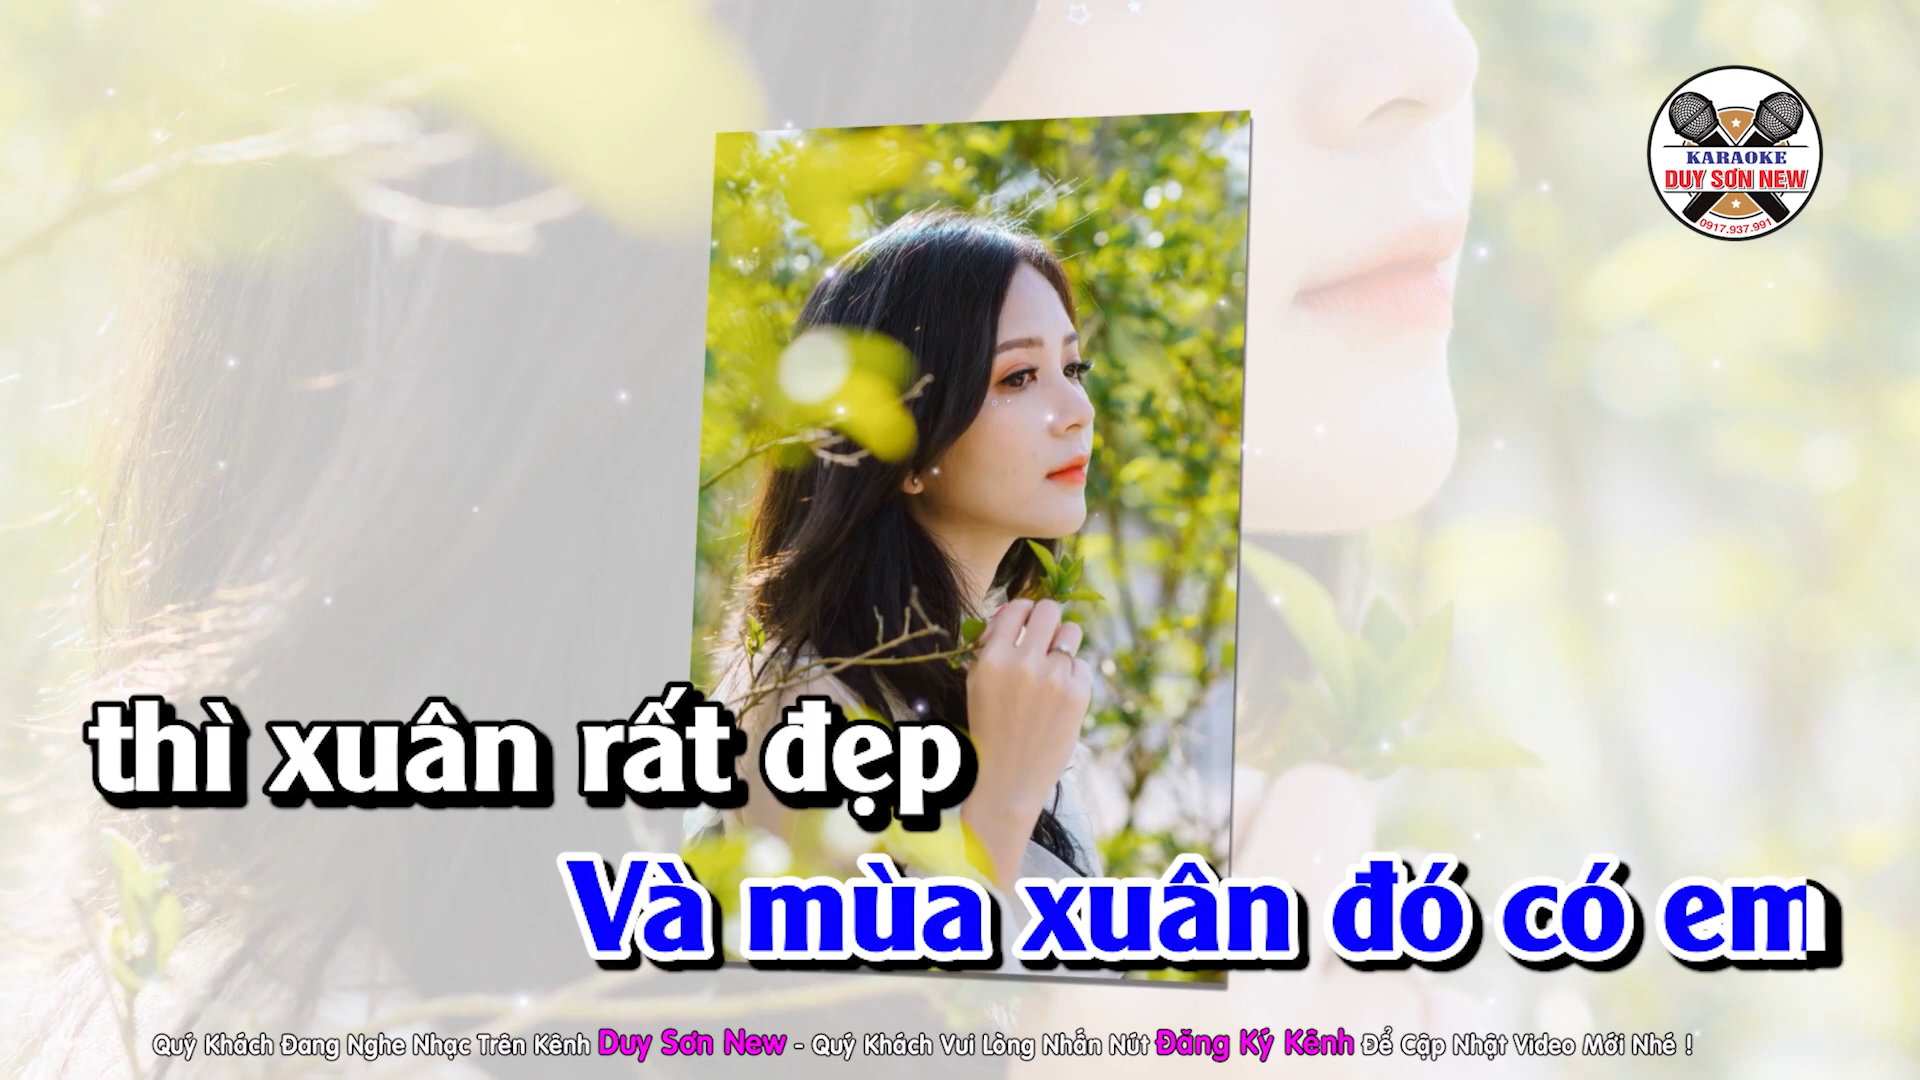 KARAOKE
DUY SƠN NEW
0917.937.991
thì xuân rất đẹp
Và mùa xuân đó có em
Quý Khách Đang Nghe Nhạc Trên Kênh Duy Sơn New - Quý Khách Vui Lòng Nhấn Nút Đăng Ký Kênh Để Cập Nhật Video Mới Nhé !